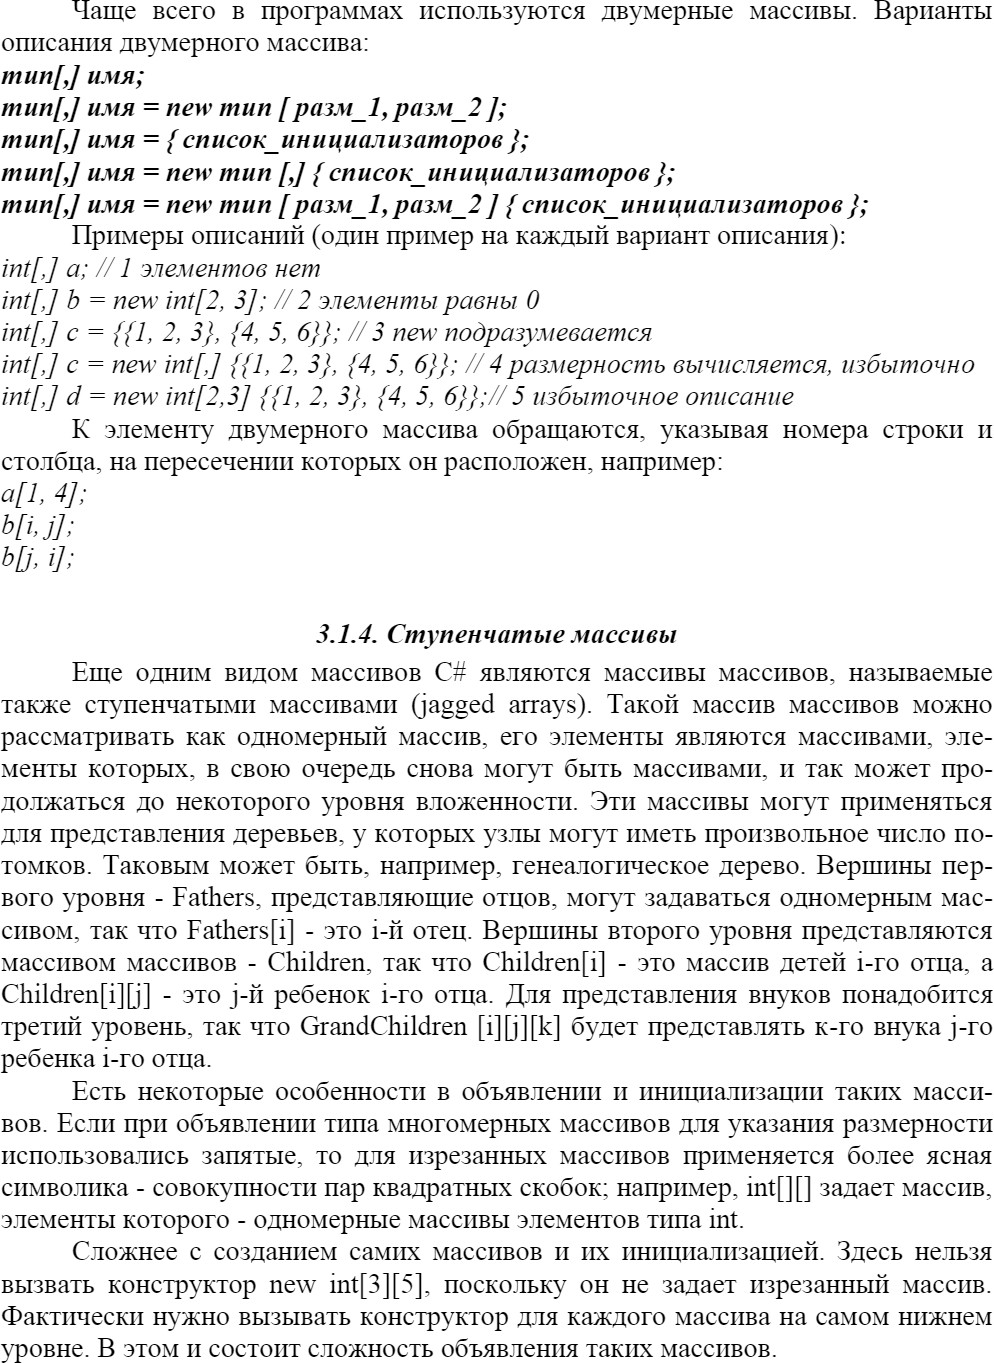 Чаще всего в программах используются двумерные массивы. Варианты
описания двумерного массива:
тип[,] имя;
тип[,] имя = new тип [ разм_1, разм_2 ];
тип[,] имя = { список_инициализаторов };
тип[,] имя = new тип [,] { список_инициализаторов };
тип[,] имя = new тип [ разм_1, разм_2 ] { список_инициализаторов };
Примеры описаний (один пример на каждый вариант описания):
int[,] a; // 1 элементов нет
int[,] b = new int[2, 3]; // 2 элементы равны 0
int[,] c = {{1, 2, 3}, {4, 5, 6}}; // 3 new подразумевается
int[,] c = new int[,] {{1, 2, 3}, {4, 5, 6}}; // 4 размерность вычисляется, избыточно
int[,] d = new int[2,3] {{1, 2, 3}, {4, 5, 6}};// 5 избыточное описание
К элементу двумерного массива обращаются, указывая номера строки и
столбца, на пересечении которых он расположен, например:
a[1, 4];
b[i, j];
b[j, i];
3.1.4. Ступенчатые массивы
Еще одним видом массивов C# являются массивы массивов, называемые
также ступенчатыми массивами (jagged arrays). Такой массив массивов можно
рассматривать как одномерный массив, его элементы являются массивами, эле-
менты которых, в свою очередь снова могут быть массивами, и так может про-
должаться до некоторого уровня вложенности. Эти массивы могут применяться
для представления деревьев, у которых узлы могут иметь произвольное число по-
томков. Таковым может быть, например, генеалогическое дерево. Вершины пер-
вого уровня - Fathers, представляющие отцов, могут задаваться одномерным мас-
сивом, так что Fathers[i] - это i-й отец. Вершины второго уровня представляются
массивом массивов - Children, так что Children[i] - это массив детей i-го отца, а
Children[i][j] - это j-й ребенок i-го отца. Для представления внуков понадобится
третий уровень, так что GrandChildren [i][j][k] будет представлять к-го внука j-го
ребенка i-го отца.
Есть некоторые особенности в объявлении и инициализации таких масси-
вов. Если при объявлении типа многомерных массивов для указания размерности
использовались запятые, то для изрезанных массивов применяется более ясная
символика - совокупности пар квадратных скобок; например, int[][] задает массив,
элементы которого - одномерные массивы элементов типа int.
Сложнее с созданием самих массивов и их инициализацией. Здесь нельзя
вызвать конструктор new int[3][5], поскольку он не задает изрезанный массив.
Фактически нужно вызывать конструктор для каждого массива на самом нижнем
уровне. В этом и состоит сложность объявления таких массивов.